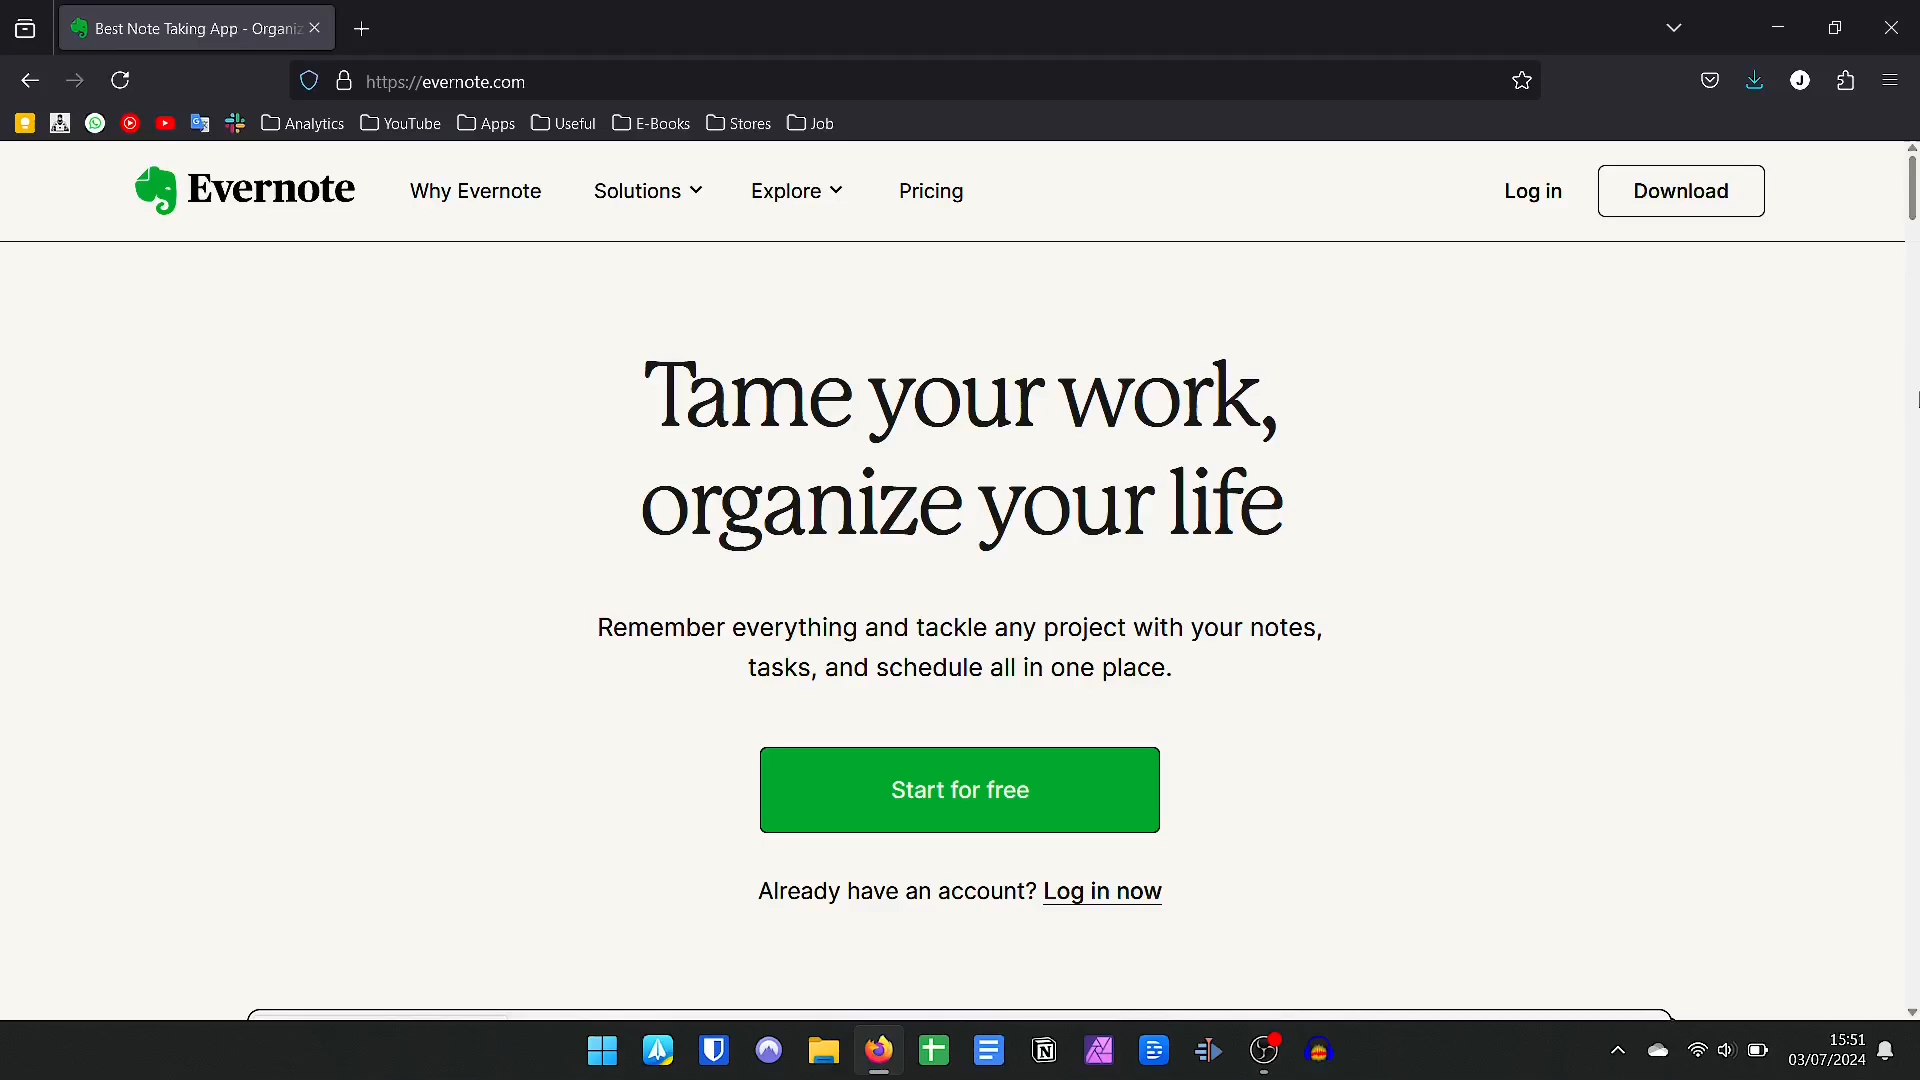 Best Note Taking App - Organiz
https://evernote.com
Analytics YouTube Apps Useful E-Books Stores Job
Evernote Why Evernote Solutions Explore Pricing Log in Download
Tame your work,
organize your life
Remember everything and tackle any project with your notes,
tasks, and schedule all in one place.
Start for free
Already have an account? Log in now
15:51
03/07/2024